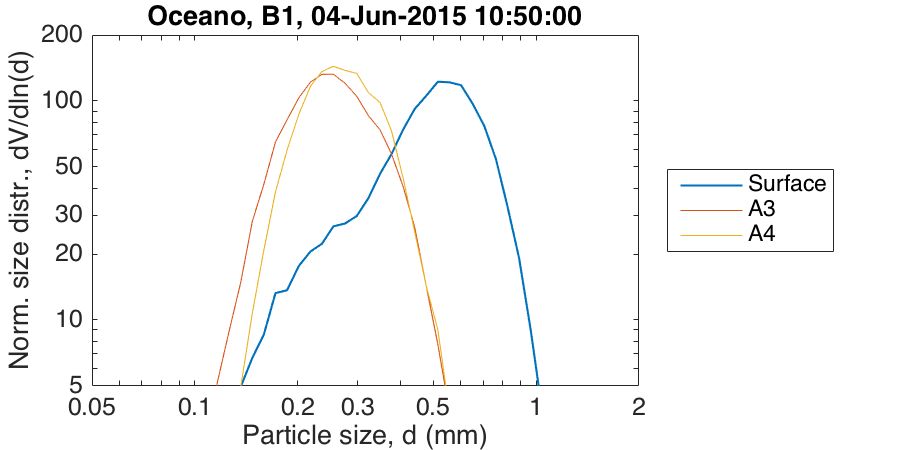 Oceano, B1, 04-Jun-2015 10:50:00
Norm. size distr., dV/dln(d)
200
100
50
30
20
10
5
0.05 0.1 0.2 0.3 0.5 1 2
Particle size, d (mm)
Surface
A3
A4